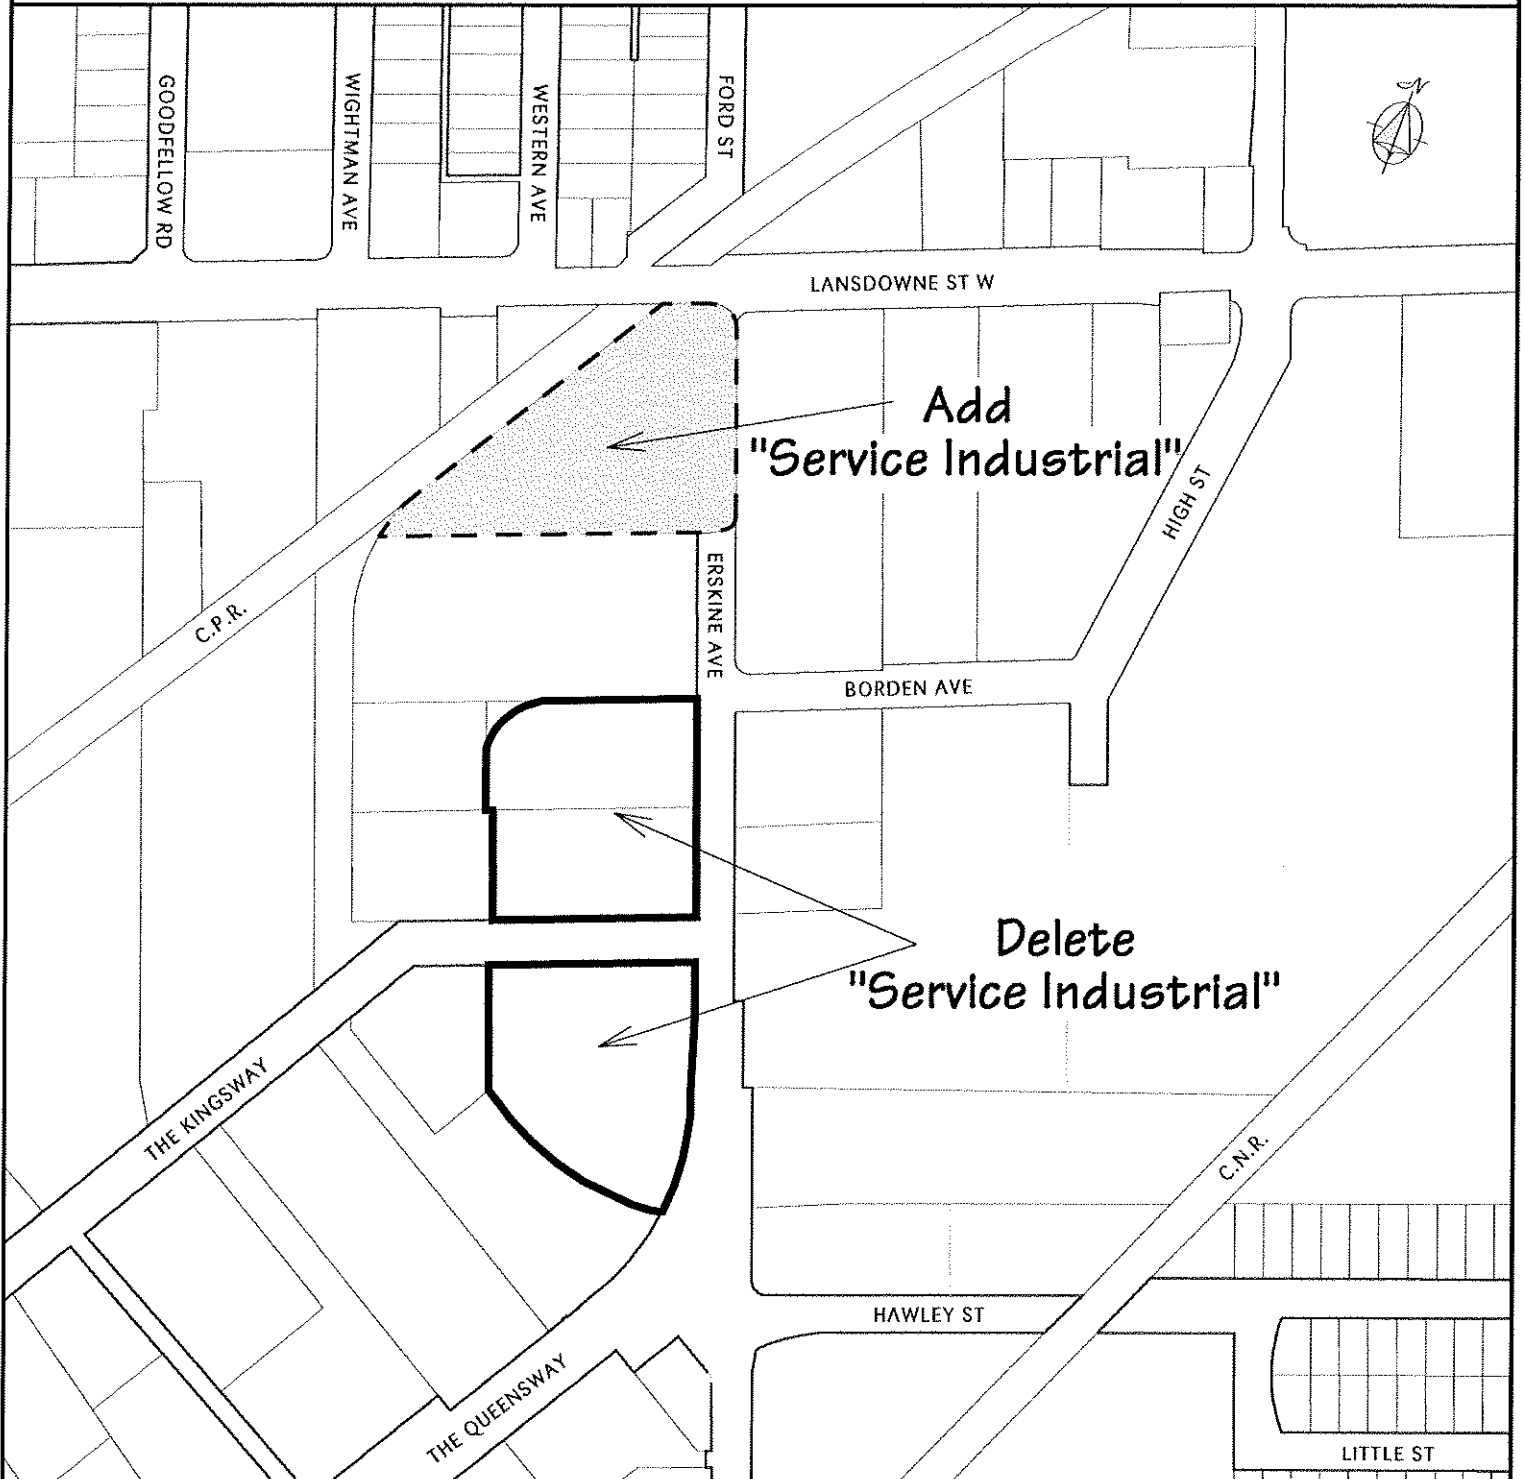 GOODFELLOW RD
WIGHTMAN AVE
WESTERN AVE
FORD ST
N
LANSDOWNE ST W
Add
"Service Industrial"
HIGH ST
C.P.R.
ERSKINE AVE
BORDEN AVE
Delete
"Service Industrial"
THE KINGSWAY
C.N.R.
HAWLEY ST
THE QUEENSWAY
LITTLE ST